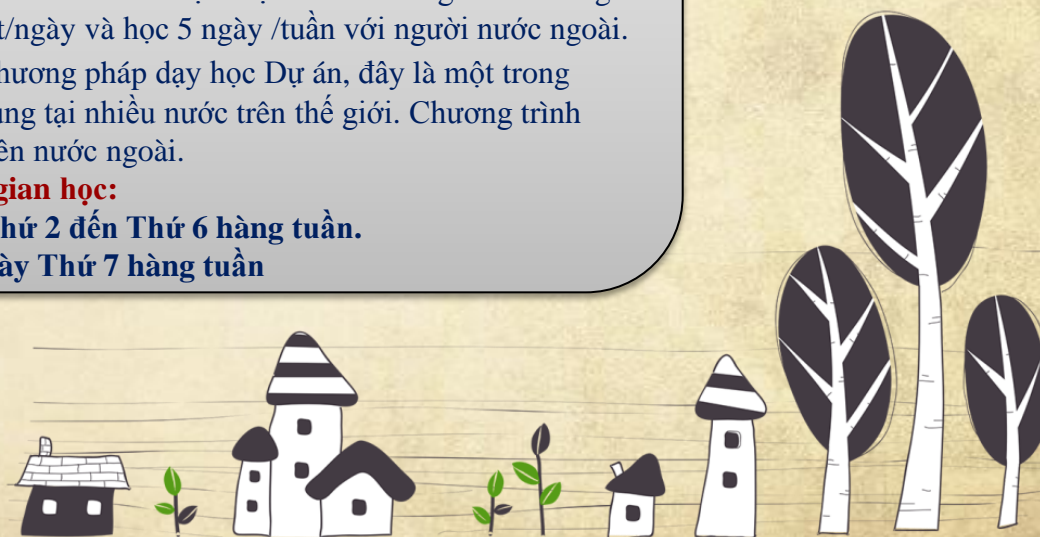 t/ngày và học 5 ngày /tuần với người nước ngoài.
hương pháp dạy học Dự án, đây là một trong
ung tại nhiều nước trên thế giới. Chương trình
ên nước ngoài.
gian học:
hứ 2 đến Thứ 6 hàng tuần.
ày Thứ 7 hàng tuần